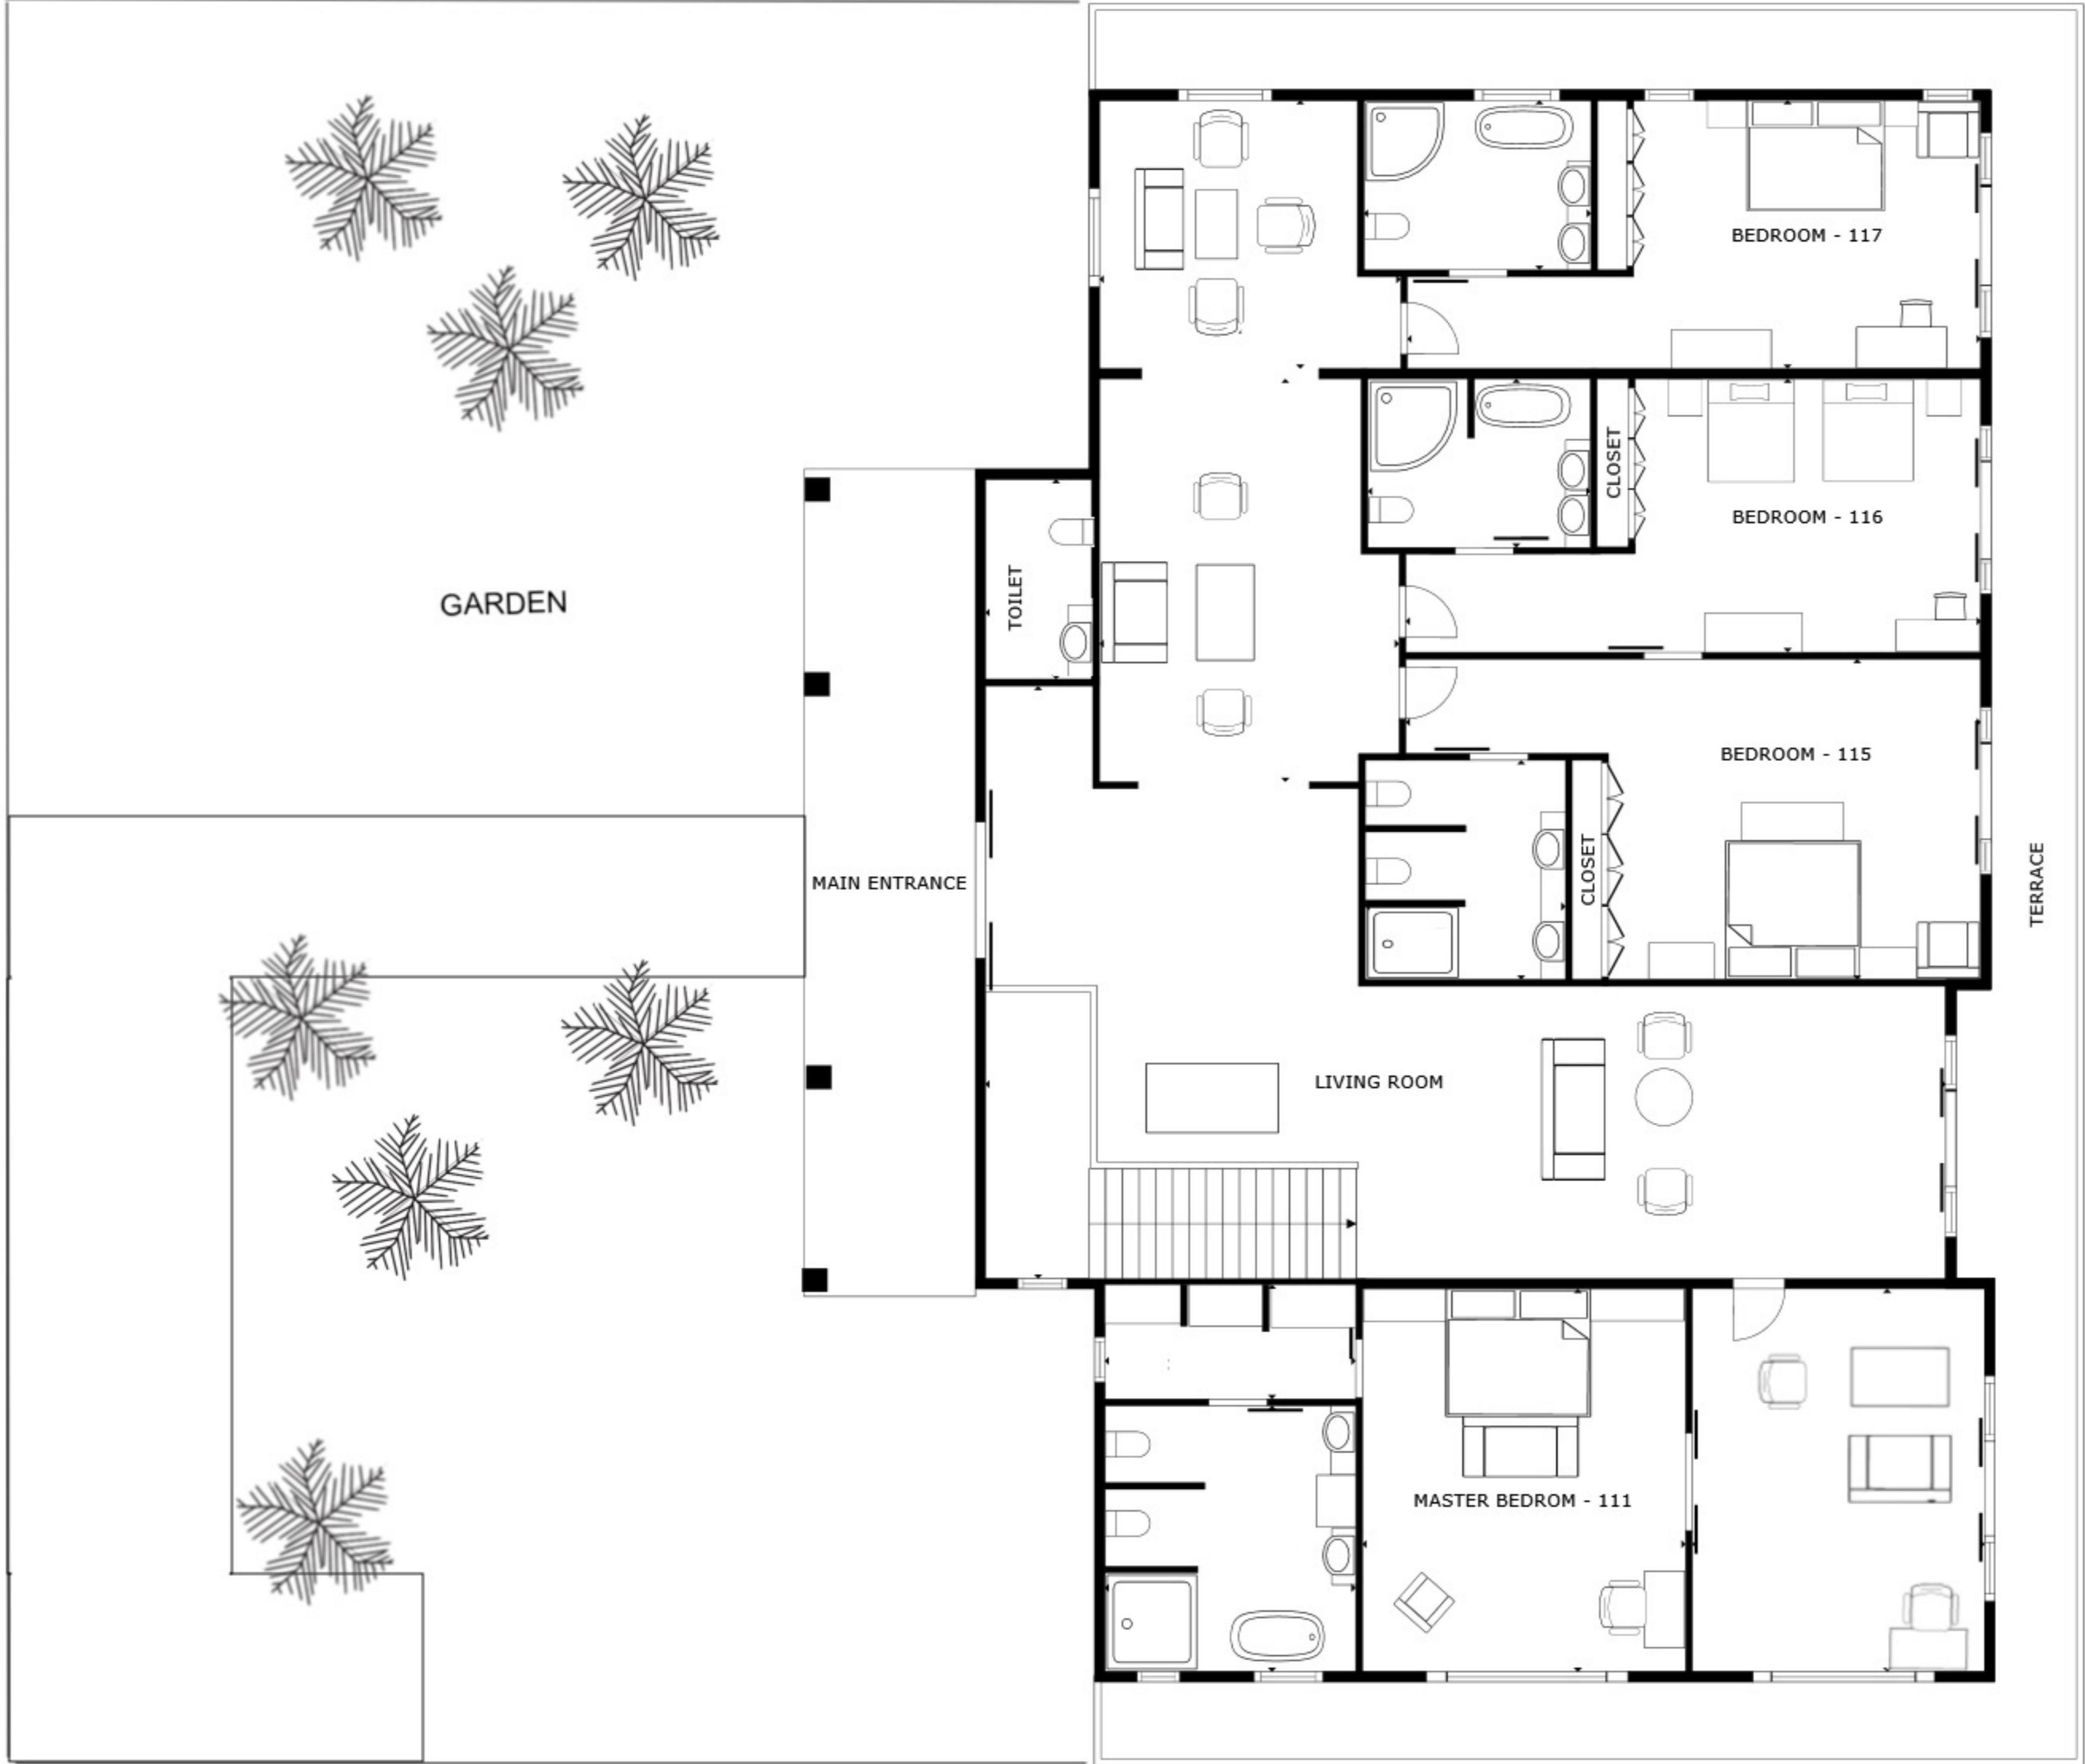 BEDROOM - 117
CLOSET
BEDROOM - 116
GARDEN
TOILET
BEDROOM - 115
MAIN ENTRANCE
CLOSET
TERRACE
LIVING ROOM
MASTER BEDROM - 111